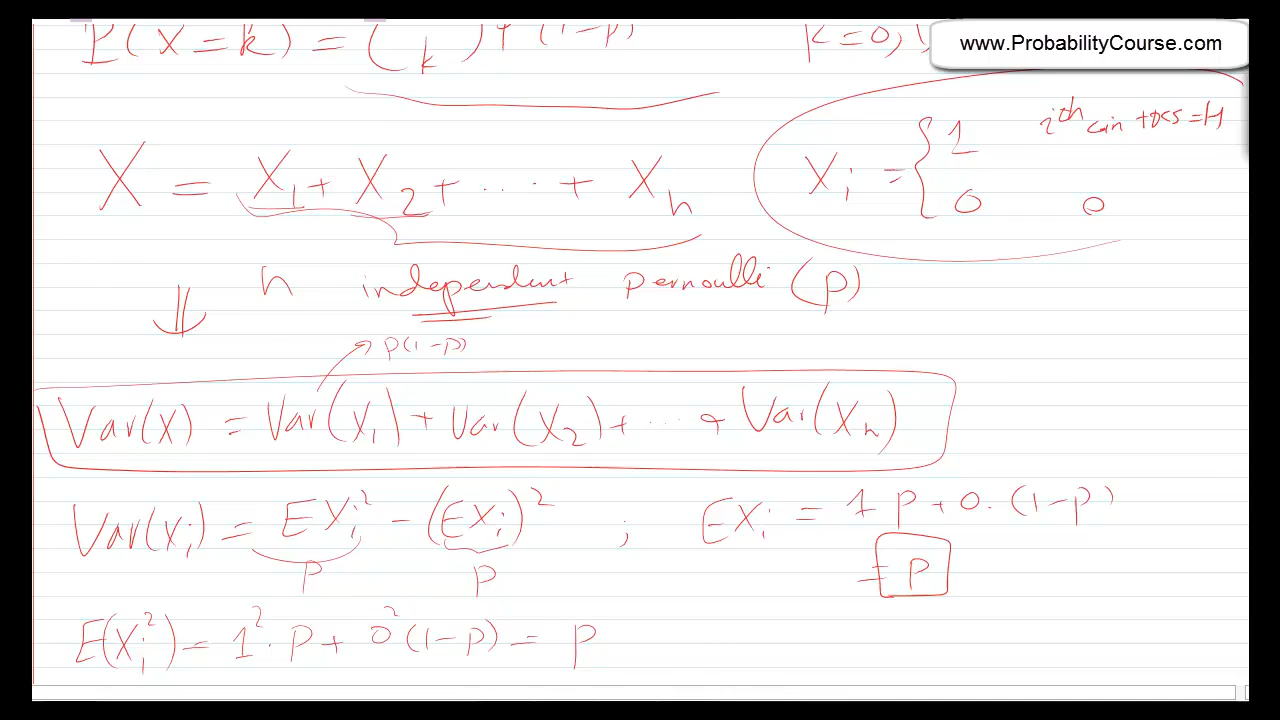 www.ProbabilityCourse.com
P(X=k) = ( k ) (1-p) k=0,1
X = X₁ + X₂ + ... + Xₙ
Xᵢ = { 1 iᵗʰ coin toss = H
0 0
n independent Bernoulli (p)
⇓
p(1-p)
Var(X) = Var(X₁) + Var(X₂) + ... + Var(Xₙ)
Var(Xᵢ) = EXᵢ² - (EXᵢ)² ; EXᵢ = 1·p + 0·(1-p)
p p = p
E(Xᵢ²) = 1²·p + 0²(1-p) = p